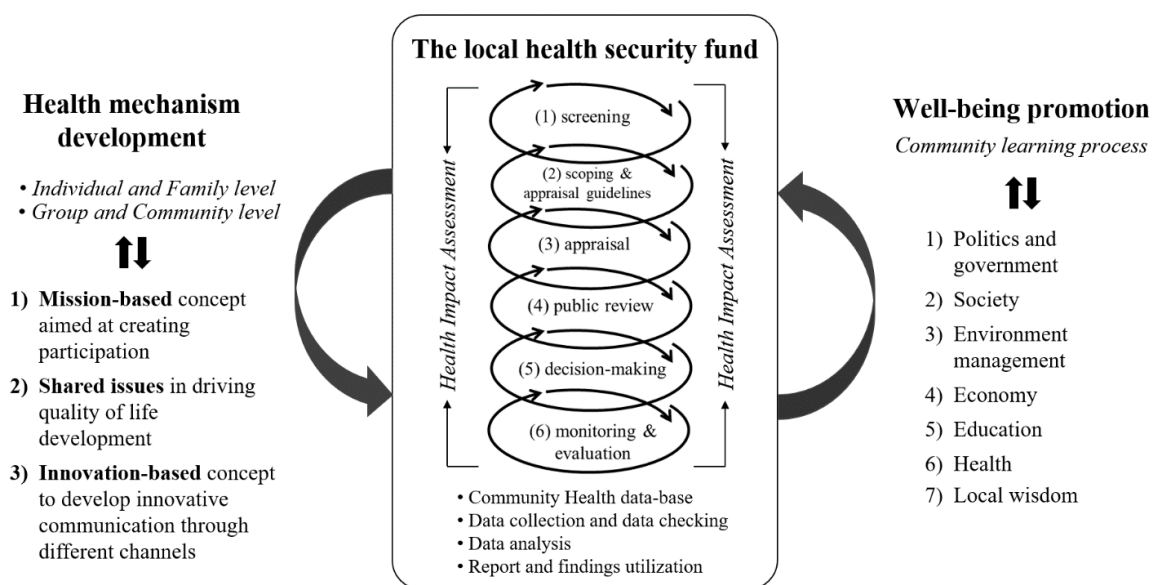 Health mechanism
development
• Individual and Family level
• Group and Community level
1) Mission-based concept
aimed at creating
participation
2) Shared issues in driving
quality of life
development
3) Innovation-based concept
to develop innovative
communication through
different channels
The local health security fund
Health Impact Assessment
(1) screening
(2) scoping &
appraisal guidelines
(3) appraisal
(4) public review
(5) decision-making
(6) monitoring &
evaluation
Health Impact Assessment
• Community Health data-base
• Data collection and data checking
• Data analysis
• Report and findings utilization
Well-being promotion
Community learning process
1) Politics and
government
2) Society
3) Environment
management
4) Economy
5) Education
6) Health
7) Local wisdom